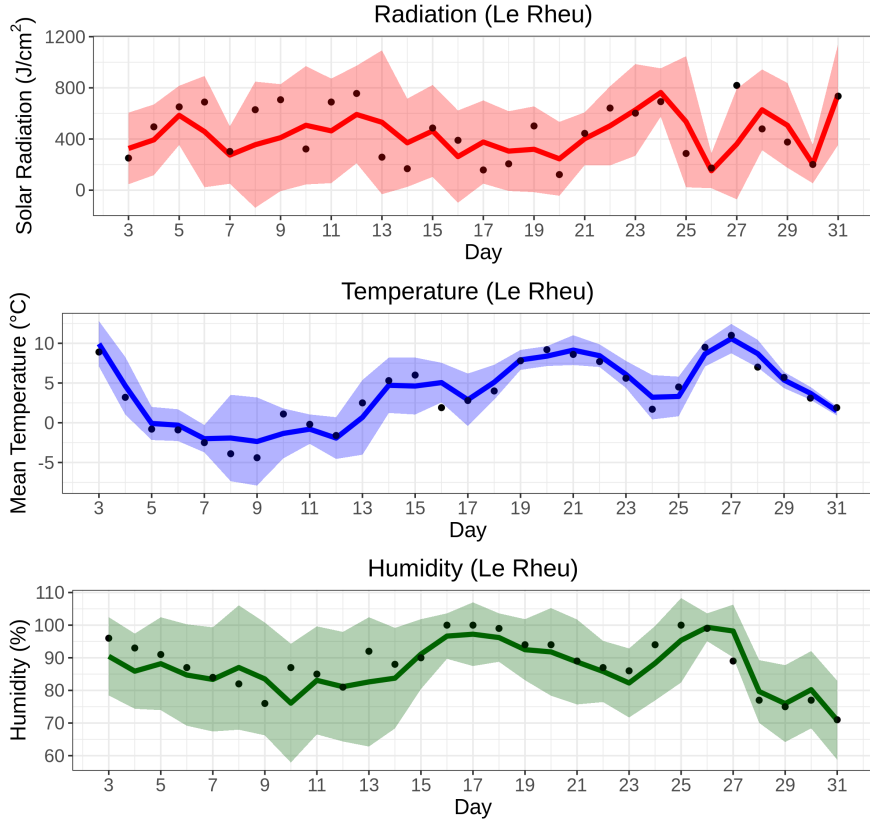 Radiation (Le Rheu)
Solar Radiation (J/cm²)
1200
800
400
0
3 5 7 9 11 13 15 17 19 21 23 25 27 29 31
Day
Temperature (Le Rheu)
Mean Temperature (°C)
10
5
0
-5
3 5 7 9 11 13 15 17 19 21 23 25 27 29 31
Day
Humidity (Le Rheu)
Humidity (%)
110
100
90
80
70
60
3 5 7 9 11 13 15 17 19 21 23 25 27 29 31
Day